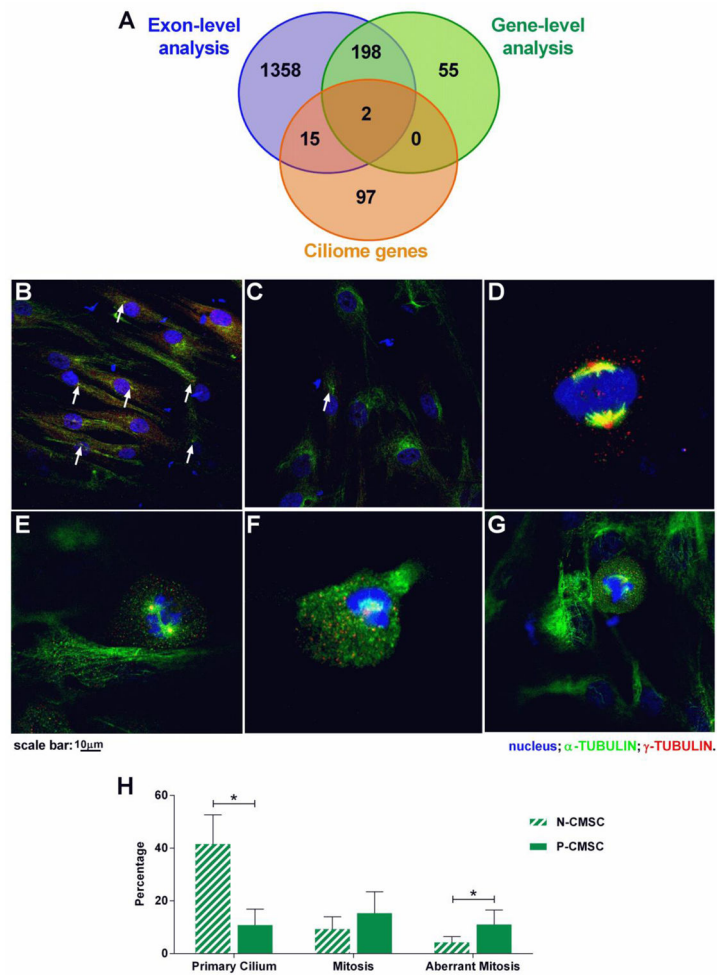 A
Exon-level
analysis
Gene-level
analysis
1358
198
55
2
15
0
97
Ciliome genes
B
C
D
E
F
G
scale bar: 10μm
nucleus; α-TUBULIN; γ-TUBULIN.
H
60
40
20
0
Percentage
*
*
N-CMSC
P-CMSC
Primary Cilium
Mitosis
Aberrant Mitosis